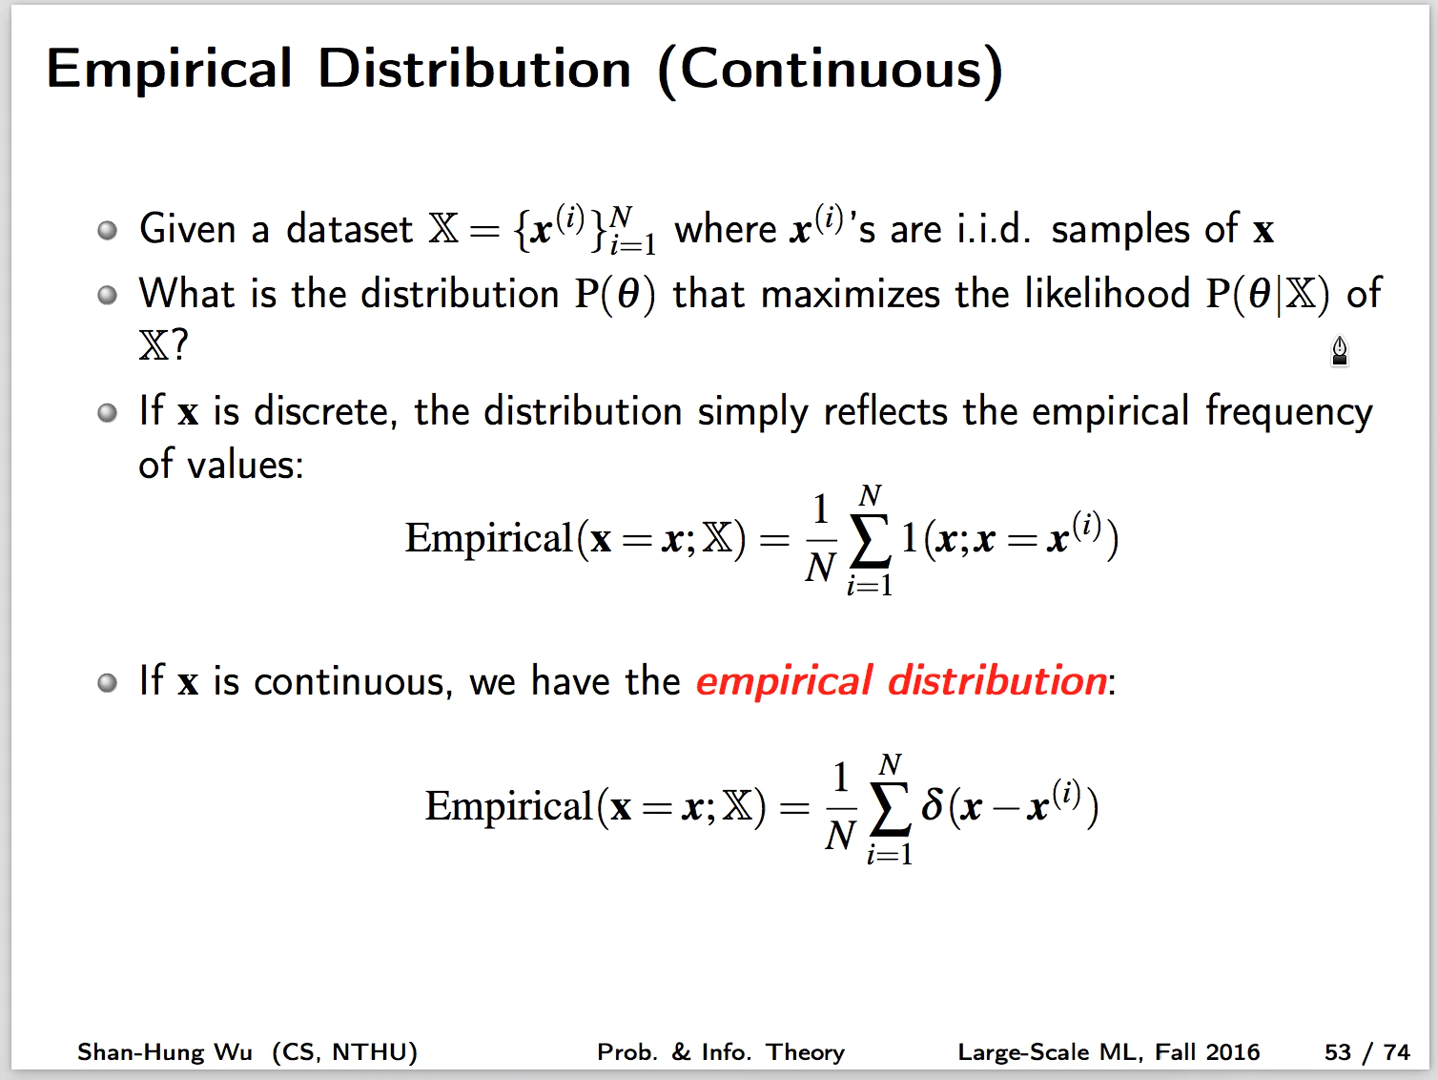 Empirical Distribution (Continuous)
Given a dataset 𝕏 = {x^(i)}_{i=1}^N where x^(i)'s are i.i.d. samples of x
What is the distribution P(θ) that maximizes the likelihood P(θ|𝕏) of
𝕏?
If x is discrete, the distribution simply reflects the empirical frequency
of values:
Empirical(x = x; 𝕏) = 1/N ∑_{i=1}^N 1(x; x = x^(i))
If x is continuous, we have the empirical distribution:
Empirical(x = x; 𝕏) = 1/N ∑_{i=1}^N δ(x − x^(i))
Shan-Hung Wu (CS, NTHU) Prob. & Info. Theory Large-Scale ML, Fall 2016 53 / 74